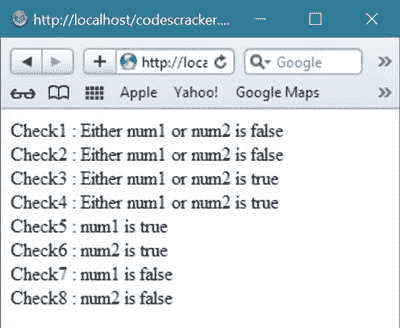 http://localhost/codescracker....
http://loca
Google
Apple Yahoo! Google Maps
Check1 : Either num1 or num2 is false
Check2 : Either num1 or num2 is false
Check3 : Either num1 or num2 is true
Check4 : Either num1 or num2 is true
Check5 : num1 is true
Check6 : num2 is true
Check7 : num1 is false
Check8 : num2 is false